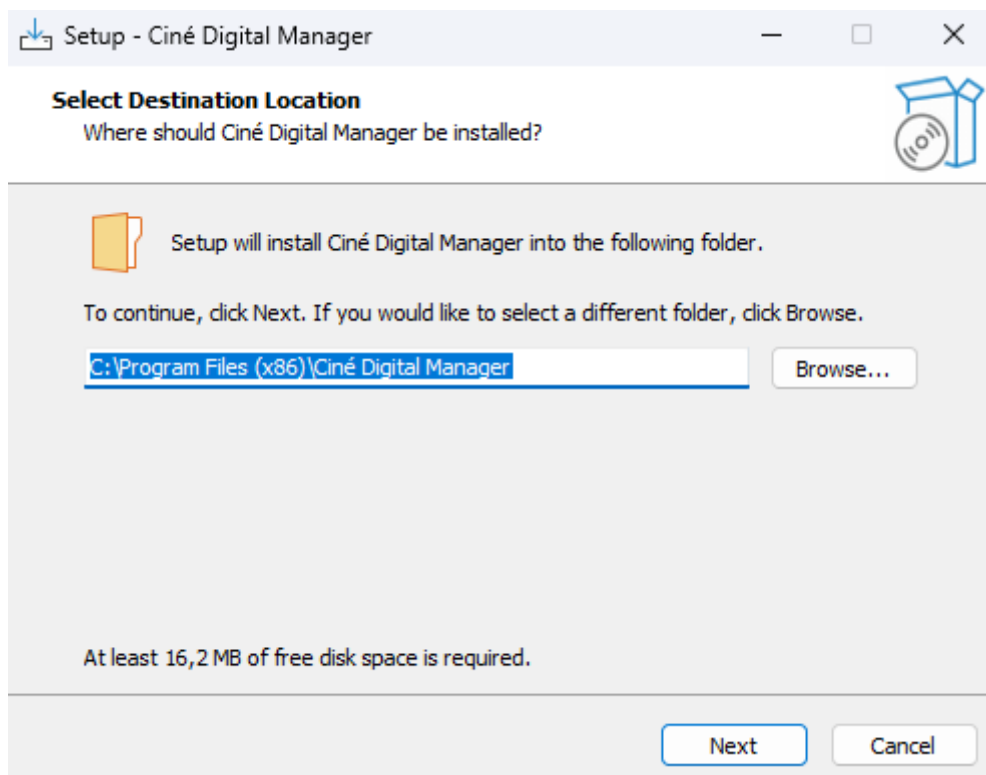 Setup - Ciné Digital Manager
Select Destination Location
Where should Ciné Digital Manager be installed?
Setup will install Ciné Digital Manager into the following folder.
To continue, click Next. If you would like to select a different folder, click Browse.
C:\Program Files (x86)\Ciné Digital Manager
Browse...
At least 16,2 MB of free disk space is required.
Next
Cancel